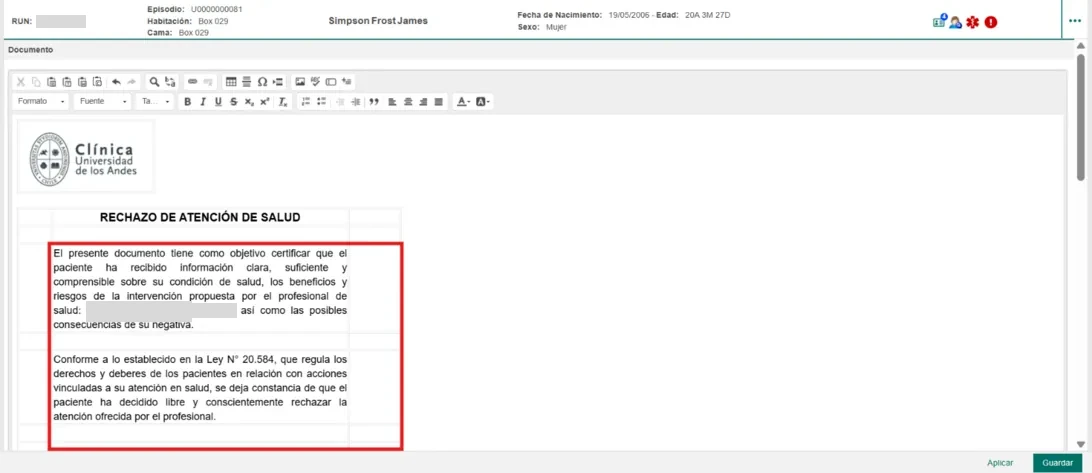 RUN:
Episodio: U0000000081
Habitación: Box 029
Cama: Box 029
Simpson Frost James
Fecha de Nacimiento: 19/05/2006 - Edad: 20A 3M 27D
Sexo: Mujer
4
Documento
Formato
Fuente
Ta...
Clínica
Universidad
de los Andes
RECHAZO DE ATENCIÓN DE SALUD
El presente documento tiene como objetivo certificar que el
paciente ha recibido información clara, suficiente y
comprensible sobre su condición de salud, los beneficios y
riesgos de la intervención propuesta por el profesional de
salud: así como las posibles
consecuencias de su negativa.
Conforme a lo establecido en la Ley N° 20.584, que regula los
derechos y deberes de los pacientes en relación con acciones
vinculadas a su atención en salud, se deja constancia de que el
paciente ha decidido libre y conscientemente rechazar la
atención ofrecida por el profesional.
Aplicar
Guardar